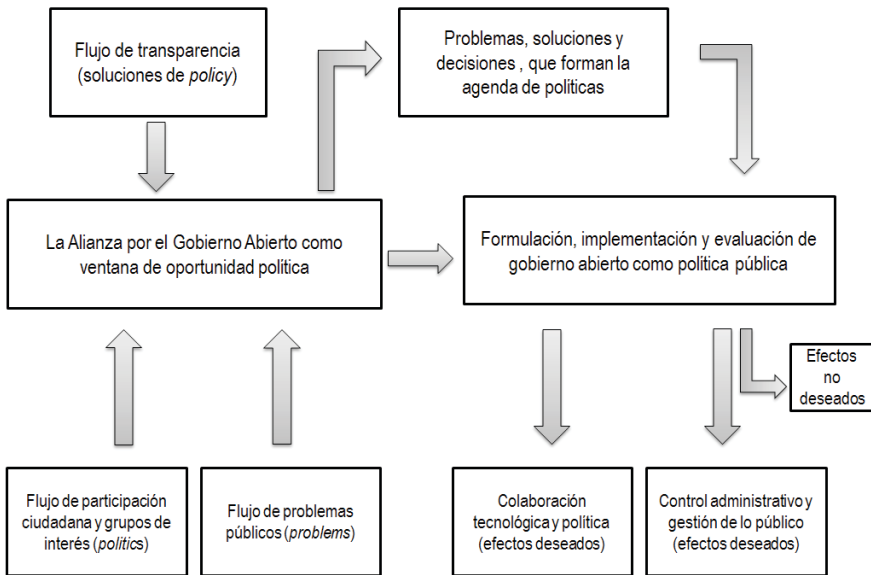 Flujo de transparencia
(soluciones de policy)
Problemas, soluciones y
decisiones , que forman la
agenda de politicas
La Alianza por el Gobierno Abierto como
ventana de oportunidad política
Formulación, implementación y evaluación de
gobierno abierto como política pública
Efectos
no
deseados
Flujo de participación
ciudadana y grupos de
interés (politics)
Flujo de problemas
públicos (problems)
Colaboración
tecnológica y política
(efectos deseados)
Control administrativo y
gestión de lo público
(efectos deseados)